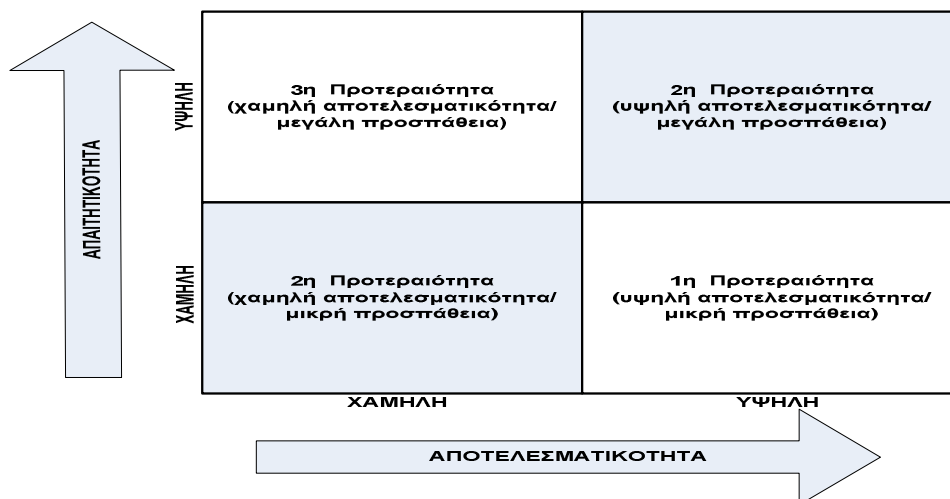 ΑΠΑΙΤΗΤΙΚΟΤΗΤΑ
ΥΨΗΛΗ
3η Προτεραιότητα
(χαμηλή αποτελεσματικότητα/
μεγάλη προσπάθεια)
2η Προτεραιότητα
(υψηλή αποτελεσματικότητα/
μεγάλη προσπάθεια)
ΧΑΜΗΛΗ
2η Προτεραιότητα
(χαμηλή αποτελεσματικότητα/
μικρή προσπάθεια)
1η Προτεραιότητα
(υψηλή αποτελεσματικότητα/
μικρή προσπάθεια)
ΧΑΜΗΛΗ
ΥΨΗΛΗ
ΑΠΟΤΕΛΕΣΜΑΤΙΚΟΤΗΤΑ